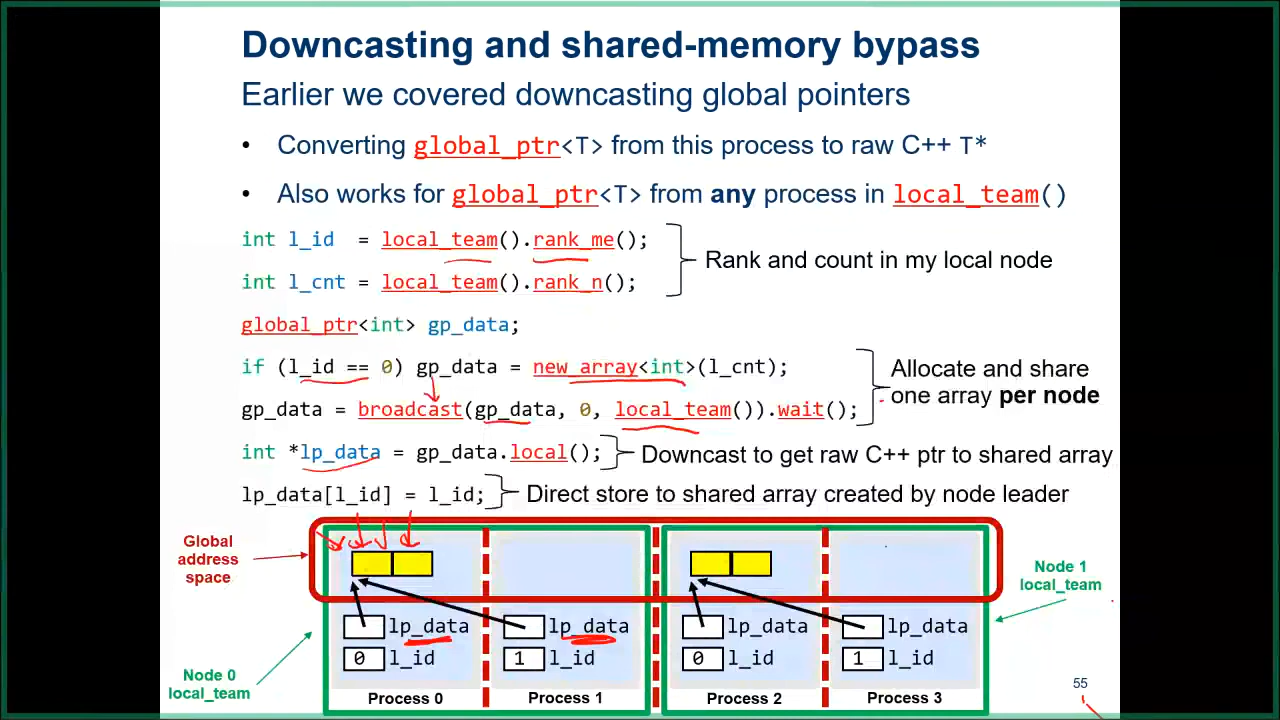 Downcasting and shared-memory bypass
Earlier we covered downcasting global pointers
• Converting global_ptr<T> from this process to raw C++ T*
• Also works for global_ptr<T> from any process in local_team()
int l_id  = local_team().rank_me();
int l_cnt = local_team().rank_n();
Rank and count in my local node
global_ptr<int> gp_data;
if (l_id == 0) gp_data = new_array<int>(l_cnt);
gp_data = broadcast(gp_data, 0, local_team()).wait();
Allocate and share
one array per node
int *lp_data = gp_data.local();
Downcast to get raw C++ ptr to shared array
lp_data[l_id] = l_id;
Direct store to shared array created by node leader
Global
address
space
Node 1
local_team
lp_data
lp_data
lp_data
lp_data
0 l_id
1 l_id
0 l_id
1 l_id
Node 0
local_team
Process 0
Process 1
Process 2
Process 3
55